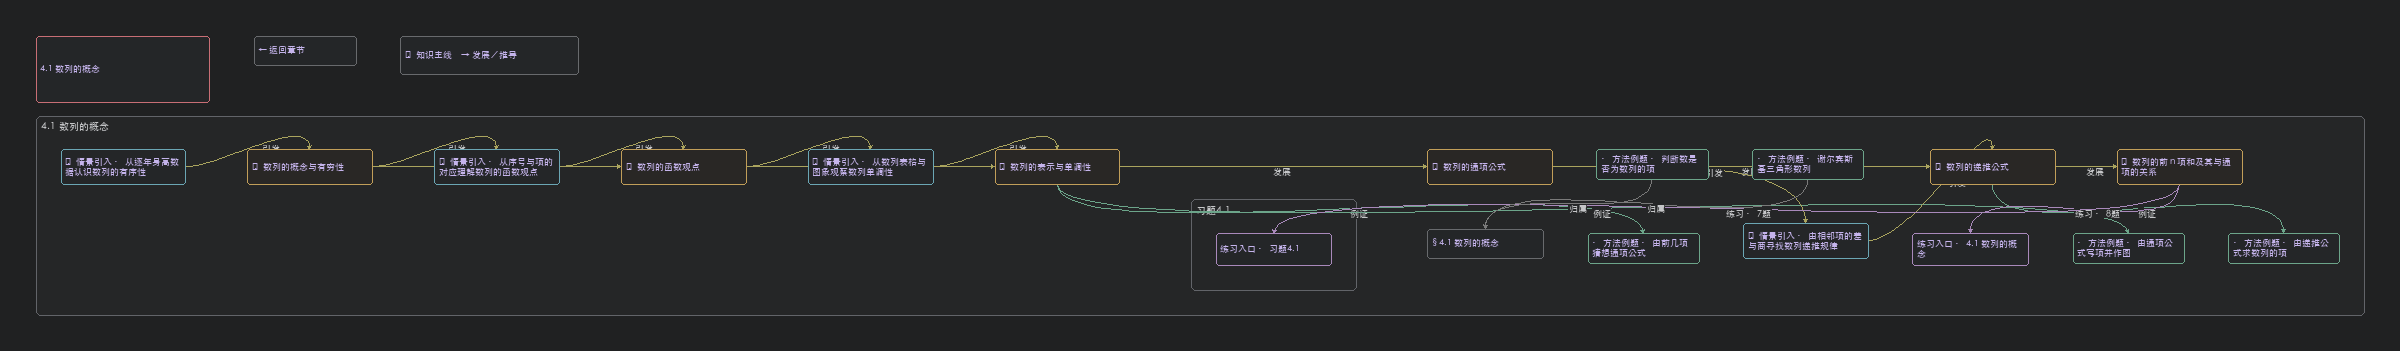 4.1 数列的概念
← 返回章节
知识主线 → 发展／推导
4.1 数列的概念
引发
引发
引发
引发
引发
情景引入 · 从逐年身高数
据认识数列的有序性
数列的概念与有穷性
情景引入 · 从序号与项的
对应理解数列的函数观点
数列的函数观点
情景引入 · 从数列表格与
图象观察数列单调性
数列的表示与单调性
发展
数列的通项公式
· 方法例题 · 判断数是
否为数列的项
引发
· 方法例题 · 谢尔宾斯
基三角形数列
数列的递推公式
发展
数列的前 n 项和及其与通
项的关系
习题4.1
例证
归属
例证
归属
练习 · 7题
练习 · 8题
例证
练习入口 · 习题4.1
§ 4.1 数列的概念
· 方法例题 · 由前几项
猜想通项公式
情景引入 · 由相邻项的差
与商寻找数列递推规律
练习入口 · 4.1 数列的概
念
· 方法例题 · 由通项公
式写项并作图
· 方法例题 · 由递推公
式求数列的项